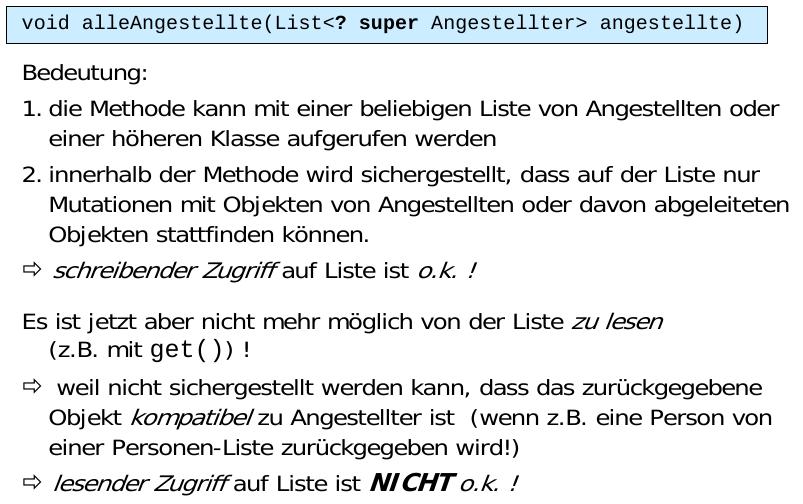 void alleAngestellte(List<? super Angestellter> angestellte)
Bedeutung:
1. die Methode kann mit einer beliebigen Liste von Angestellten oder
einer höheren Klasse aufgerufen werden
2. innerhalb der Methode wird sichergestellt, dass auf der Liste nur
Mutationen mit Objekten von Angestellten oder davon abgeleiteten
Objekten stattfinden können.
⇨ schreibender Zugriff auf Liste ist o.k. !
Es ist jetzt aber nicht mehr möglich von der Liste zu lesen
(z.B. mit get()) !
⇨ weil nicht sichergestellt werden kann, dass das zurückgegebene
Objekt kompatibel zu Angestellter ist (wenn z.B. eine Person von
einer Personen-Liste zurückgegeben wird!)
⇨ lesender Zugriff auf Liste ist NICHT o.k. !